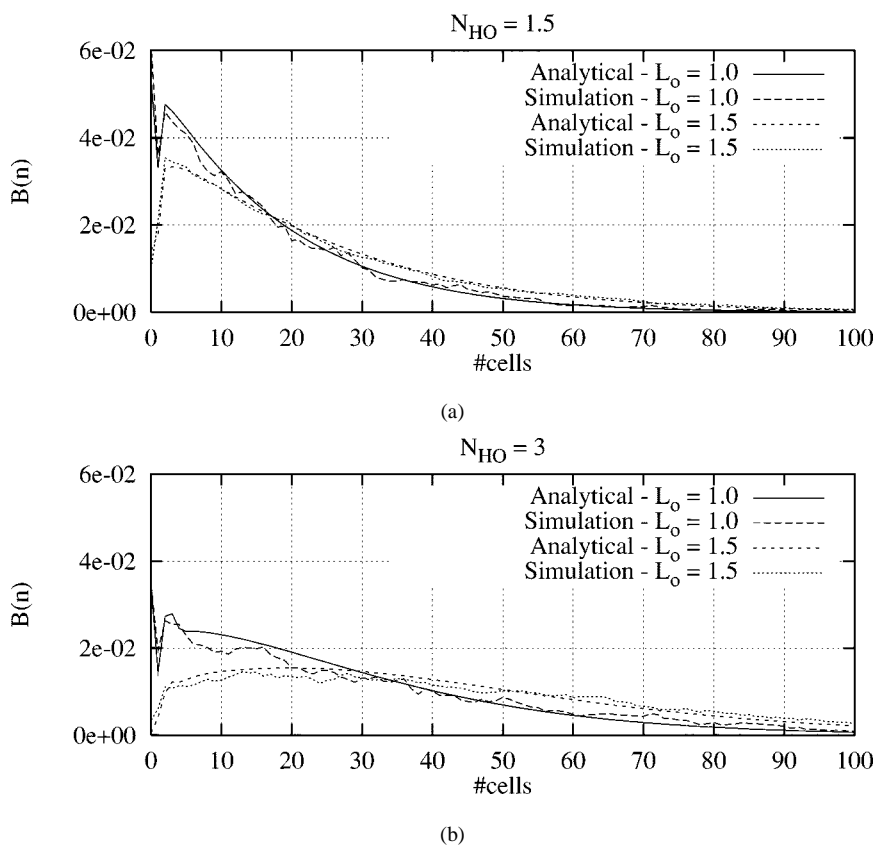 N_HO = 1.5
6e-02
4e-02
2e-02
0e+00
B(n)
Analytical - L_o = 1.0
Simulation - L_o = 1.0
Analytical - L_o = 1.5
Simulation - L_o = 1.5
0 10 20 30 40 50 60 70 80 90 100
#cells
(a)
N_HO = 3
6e-02
4e-02
2e-02
0e+00
B(n)
Analytical - L_o = 1.0
Simulation - L_o = 1.0
Analytical - L_o = 1.5
Simulation - L_o = 1.5
0 10 20 30 40 50 60 70 80 90 100
#cells
(b)